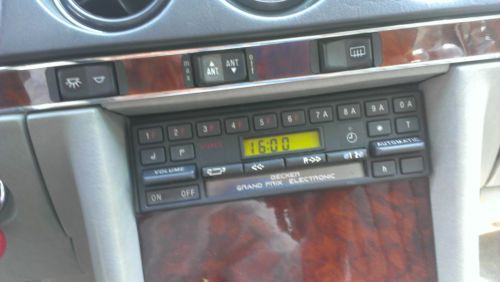 ANT ANT
1 2 3 4 5 6 7 8A 9A 0A
16:00
T
VOLUME
<< R>>
AUTOMATIC
ON OFF
BECKER
GRAND PRIX ELECTRONIC
h